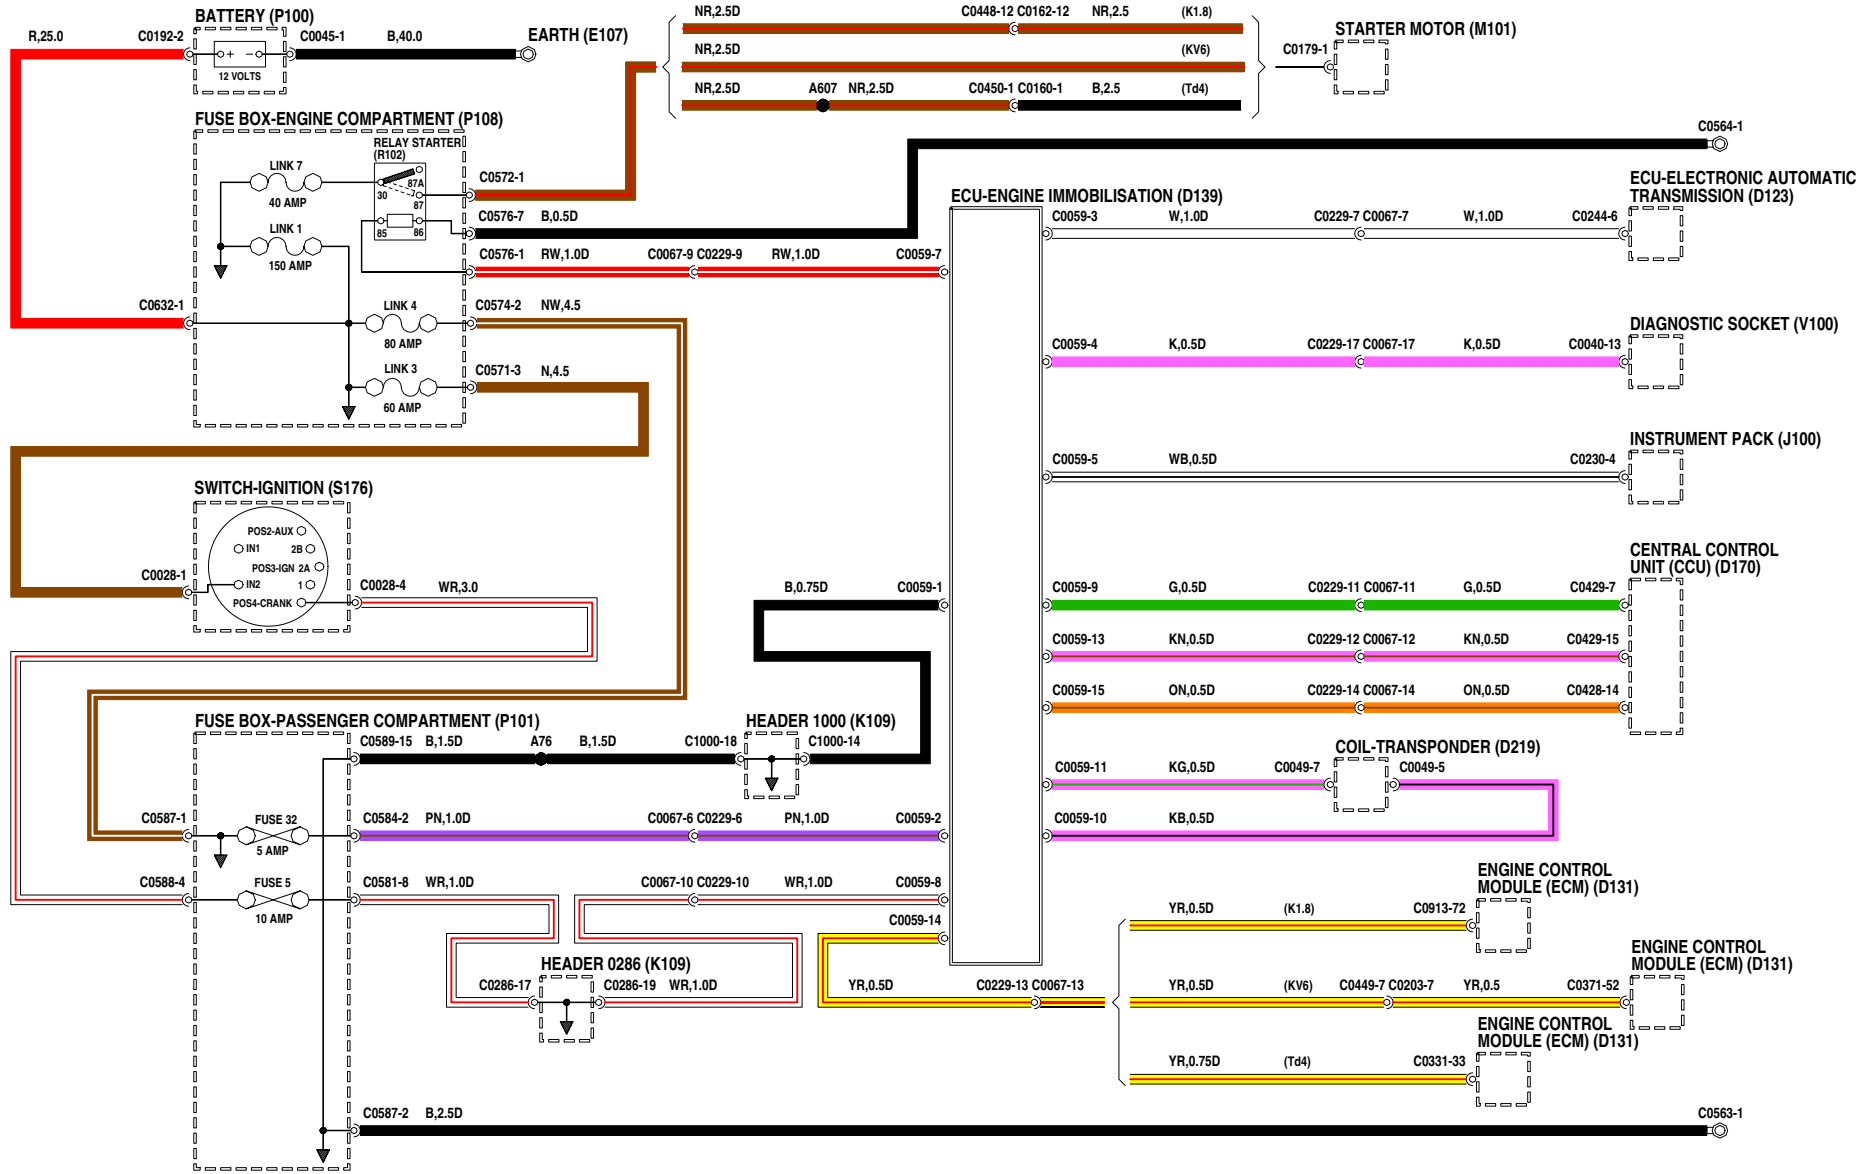 BATTERY (P100)
R,25.0
C0192-2
+ -
12 VOLTS
C0045-1
B,40.0
EARTH (E107)
NR,2.5D
C0448-12 C0162-12
NR,2.5
(K1.8)
NR,2.5D
(KV6)
NR,2.5D
A607
NR,2.5D
C0450-1 C0160-1
B,2.5
(Td4)
C0179-1
STARTER MOTOR (M101)
FUSE BOX-ENGINE COMPARTMENT (P108)
RELAY STARTER
(R102)
LINK 7
40 AMP
30
87A
87
85
86
LINK 1
150 AMP
C0572-1
C0576-7
B,0.5D
C0564-1
C0576-1
RW,1.0D
C0067-9 C0229-9
RW,1.0D
C0059-7
C0632-1
LINK 4
80 AMP
C0574-2
NW,4.5
LINK 3
60 AMP
C0571-3
N,4.5
ECU-ENGINE IMMOBILISATION (D139)
ECU-ELECTRONIC AUTOMATIC
TRANSMISSION (D123)
C0059-3
W,1.0D
C0229-7 C0067-7
W,1.0D
C0244-6
DIAGNOSTIC SOCKET (V100)
C0059-4
K,0.5D
C0229-17 C0067-17
K,0.5D
C0040-13
INSTRUMENT PACK (J100)
C0059-5
WB,0.5D
C0230-4
SWITCH-IGNITION (S176)
POS2-AUX
IN1
2B
POS3-IGN 2A
IN2
1
POS4-CRANK
C0028-1
C0028-4
WR,3.0
B,0.75D
C0059-1
CENTRAL CONTROL
UNIT (CCU) (D170)
C0059-9
G,0.5D
C0229-11 C0067-11
G,0.5D
C0429-7
C0059-13
KN,0.5D
C0229-12 C0067-12
KN,0.5D
C0429-15
C0059-15
ON,0.5D
C0229-14 C0067-14
ON,0.5D
C0428-14
FUSE BOX-PASSENGER COMPARTMENT (P101)
C0589-15
B,1.5D
A76
B,1.5D
C1000-18
HEADER 1000 (K109)
C1000-14
COIL-TRANSPONDER (D219)
C0059-11
KG,0.5D
C0049-7
C0049-5
C0059-10
KB,0.5D
C0587-1
FUSE 32
5 AMP
C0584-2
PN,1.0D
C0067-6 C0229-6
PN,1.0D
C0059-2
C0588-4
FUSE 5
10 AMP
C0581-8
WR,1.0D
C0067-10 C0229-10
WR,1.0D
C0059-8
C0059-14
HEADER 0286 (K109)
C0286-17
C0286-19
WR,1.0D
YR,0.5D
C0229-13 C0067-13
ENGINE CONTROL
MODULE (ECM) (D131)
YR,0.5D
(K1.8)
C0913-72
ENGINE CONTROL
MODULE (ECM) (D131)
YR,0.5D
(KV6)
C0449-7 C0203-7
YR,0.5
C0371-52
ENGINE CONTROL
MODULE (ECM) (D131)
YR,0.75D
(Td4)
C0331-33
C0587-2
B,2.5D
C0563-1